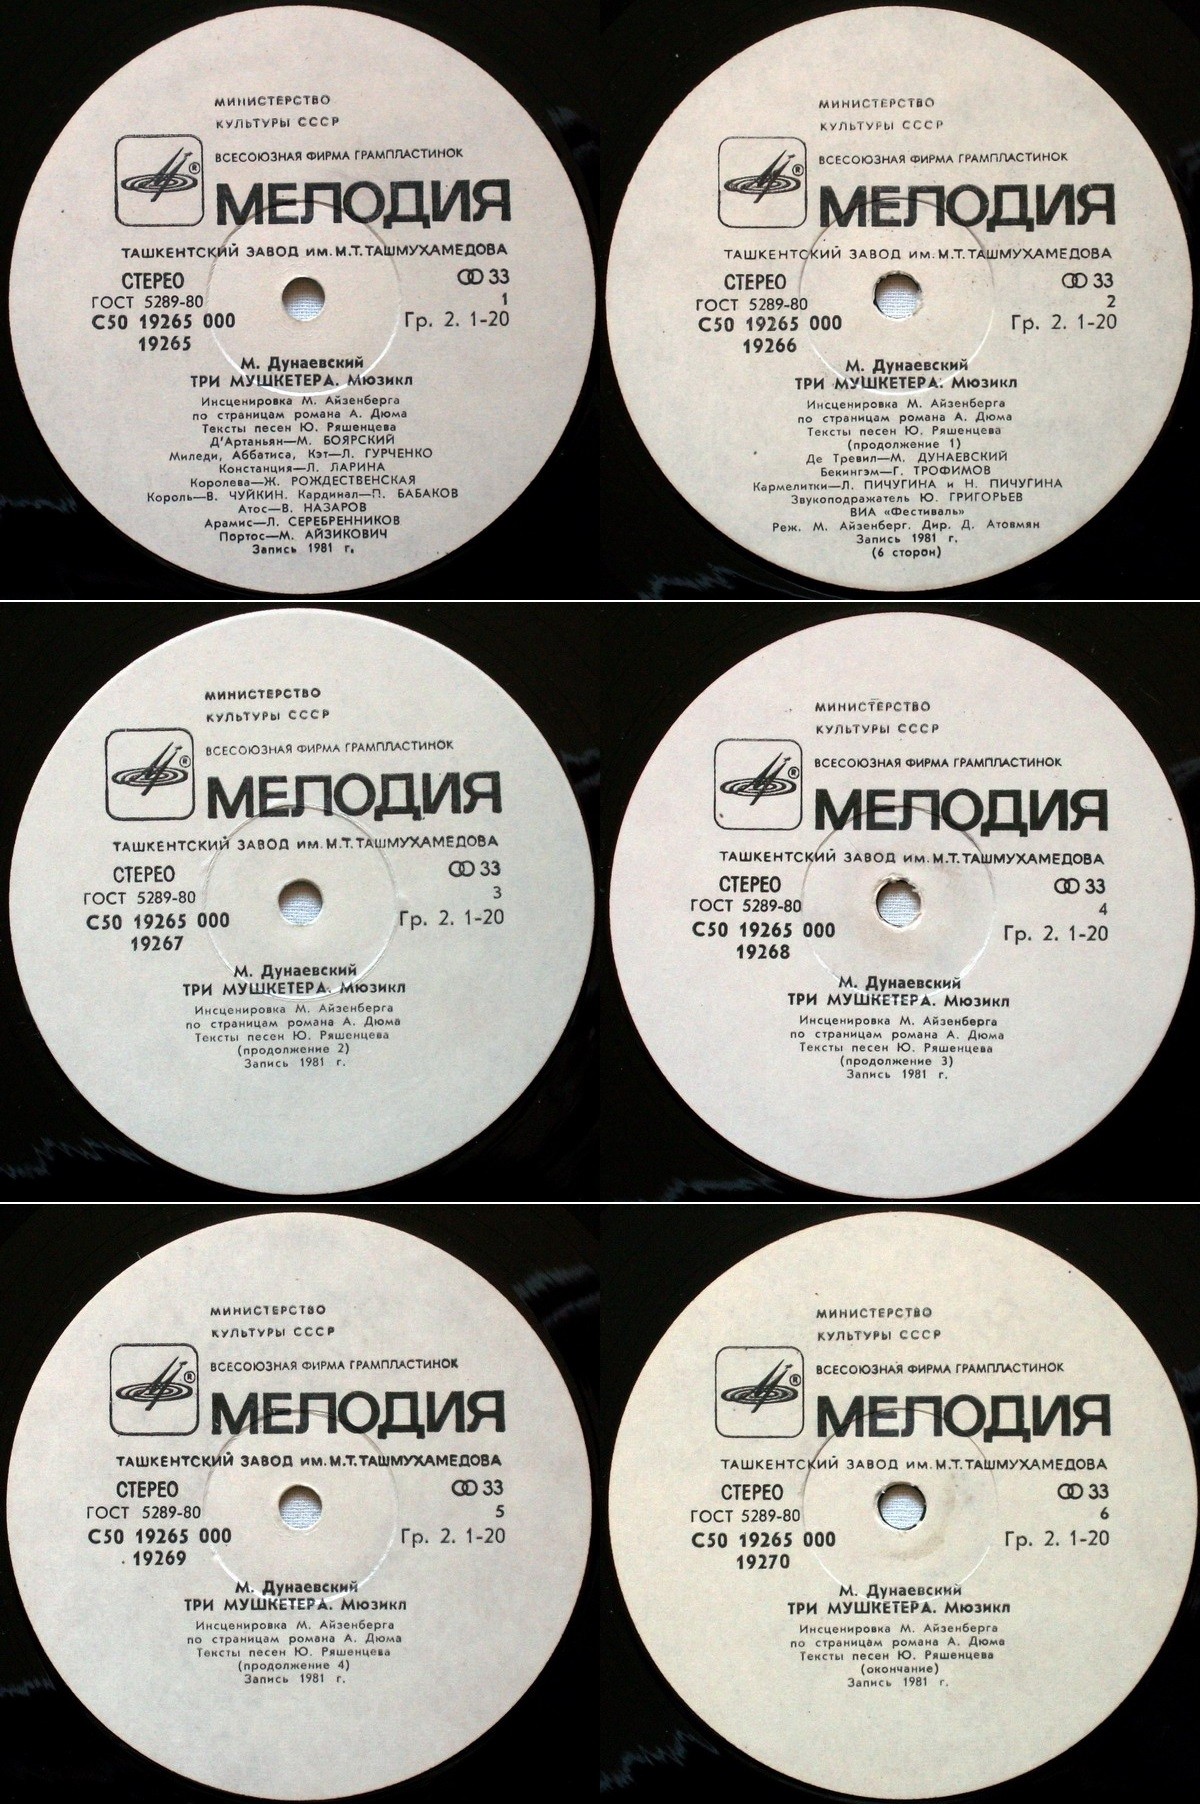 МИНИСТЕРСТВО
КУЛЬТУРЫ СССР
ВСЕСОЮЗНАЯ ФИРМА ГРАМПЛАСТИНОК
®
МЕЛОДИЯ
ТАШКЕНТСКИЙ ЗАВОД им. М.Т. ТАШМУХАМЕДОВА
СТЕРЕО 33
ГОСТ 5289-80 1
С50 19265 000 Гр. 2. 1-20
19265
М. Дунаевский
ТРИ МУШКЕТЕРА. Мюзикл
Инсценировка М. Айзенберга
по страницам романа А. Дюма
Тексты песен Ю. Ряшенцева
Д'Артаньян—М. БОЯРСКИЙ
Миледи, Аббатиса, Кэт—Л. ГУРЧЕНКО
Констанция—Л. ЛАРИНА
Королева—Ж. РОЖДЕСТВЕНСКАЯ
Король—В. ЧУЙКИН. Кардинал—П. БАБАКОВ
Атос—В. НАЗАРОВ
Арамис—Л. СЕРЕБРЕННИКОВ
Портос—М. АЙЗИКОВИЧ
Запись 1981 г.
МИНИСТЕРСТВО
КУЛЬТУРЫ СССР
ВСЕСОЮЗНАЯ ФИРМА ГРАМПЛАСТИНОК
®
МЕЛОДИЯ
ТАШКЕНТСКИЙ ЗАВОД им. М.Т. ТАШМУХАМЕДОВА
СТЕРЕО 33
ГОСТ 5289-80 2
С50 19265 000 Гр. 2. 1-20
19266
М. Дунаевский
ТРИ МУШКЕТЕРА. Мюзикл
Инсценировка М. Айзенберга
по страницам романа А. Дюма
Тексты песен Ю. Ряшенцева
(продолжение 1)
Де Тревил—М. ДУНАЕВСКИЙ
Бекингэм—Г. ТРОФИМОВ
Кармелитки—Л. ПИЧУГИНА и Н. ПИЧУГИНА
Звукоподражатель Ю. ГРИГОРЬЕВ
ВИА «Фестиваль»
Реж. М. Айзенберг. Дир. Д. Атовмян
Запись 1981 г.
(6 сторон)
МИНИСТЕРСТВО
КУЛЬТУРЫ СССР
ВСЕСОЮЗНАЯ ФИРМА ГРАМПЛАСТИНОК
®
МЕЛОДИЯ
ТАШКЕНТСКИЙ ЗАВОД им. М.Т. ТАШМУХАМЕДОВА
СТЕРЕО 33
ГОСТ 5289-80 3
С50 19265 000 Гр. 2. 1-20
19267
М. Дунаевский
ТРИ МУШКЕТЕРА. Мюзикл
Инсценировка М. Айзенберга
по страницам романа А. Дюма
Тексты песен Ю. Ряшенцева
(продолжение 2)
Запись 1981 г.
МИНИСТЕРСТВО
КУЛЬТУРЫ СССР
ВСЕСОЮЗНАЯ ФИРМА ГРАМПЛАСТИНОК
®
МЕЛОДИЯ
ТАШКЕНТСКИЙ ЗАВОД им. М.Т. ТАШМУХАМЕДОВА
СТЕРЕО 33
ГОСТ 5289-80 4
С50 19265 000 Гр. 2. 1-20
19268
М. Дунаевский
ТРИ МУШКЕТЕРА. Мюзикл
Инсценировка М. Айзенберга
по страницам романа А. Дюма
Тексты песен Ю. Ряшенцева
(продолжение 3)
Запись 1981 г.
МИНИСТЕРСТВО
КУЛЬТУРЫ СССР
ВСЕСОЮЗНАЯ ФИРМА ГРАМПЛАСТИНОК
®
МЕЛОДИЯ
ТАШКЕНТСКИЙ ЗАВОД им. М.Т. ТАШМУХАМЕДОВА
СТЕРЕО 33
ГОСТ 5289-80 5
С50 19265 000 Гр. 2. 1-20
19269
М. Дунаевский
ТРИ МУШКЕТЕРА. Мюзикл
Инсценировка М. Айзенберга
по страницам романа А. Дюма
Тексты песен Ю. Ряшенцева
(продолжение 4)
Запись 1981 г.
МИНИСТЕРСТВО
КУЛЬТУРЫ СССР
ВСЕСОЮЗНАЯ ФИРМА ГРАМПЛАСТИНОК
®
МЕЛОДИЯ
ТАШКЕНТСКИЙ ЗАВОД им. М.Т. ТАШМУХАМЕДОВА
СТЕРЕО 33
ГОСТ 5289-80 6
С50 19265 000 Гр. 2. 1-20
19270
М. Дунаевский
ТРИ МУШКЕТЕРА. Мюзикл
Инсценировка М. Айзенберга
по страницам романа А. Дюма
Тексты песен Ю. Ряшенцева
(окончание)
Запись 1981 г.